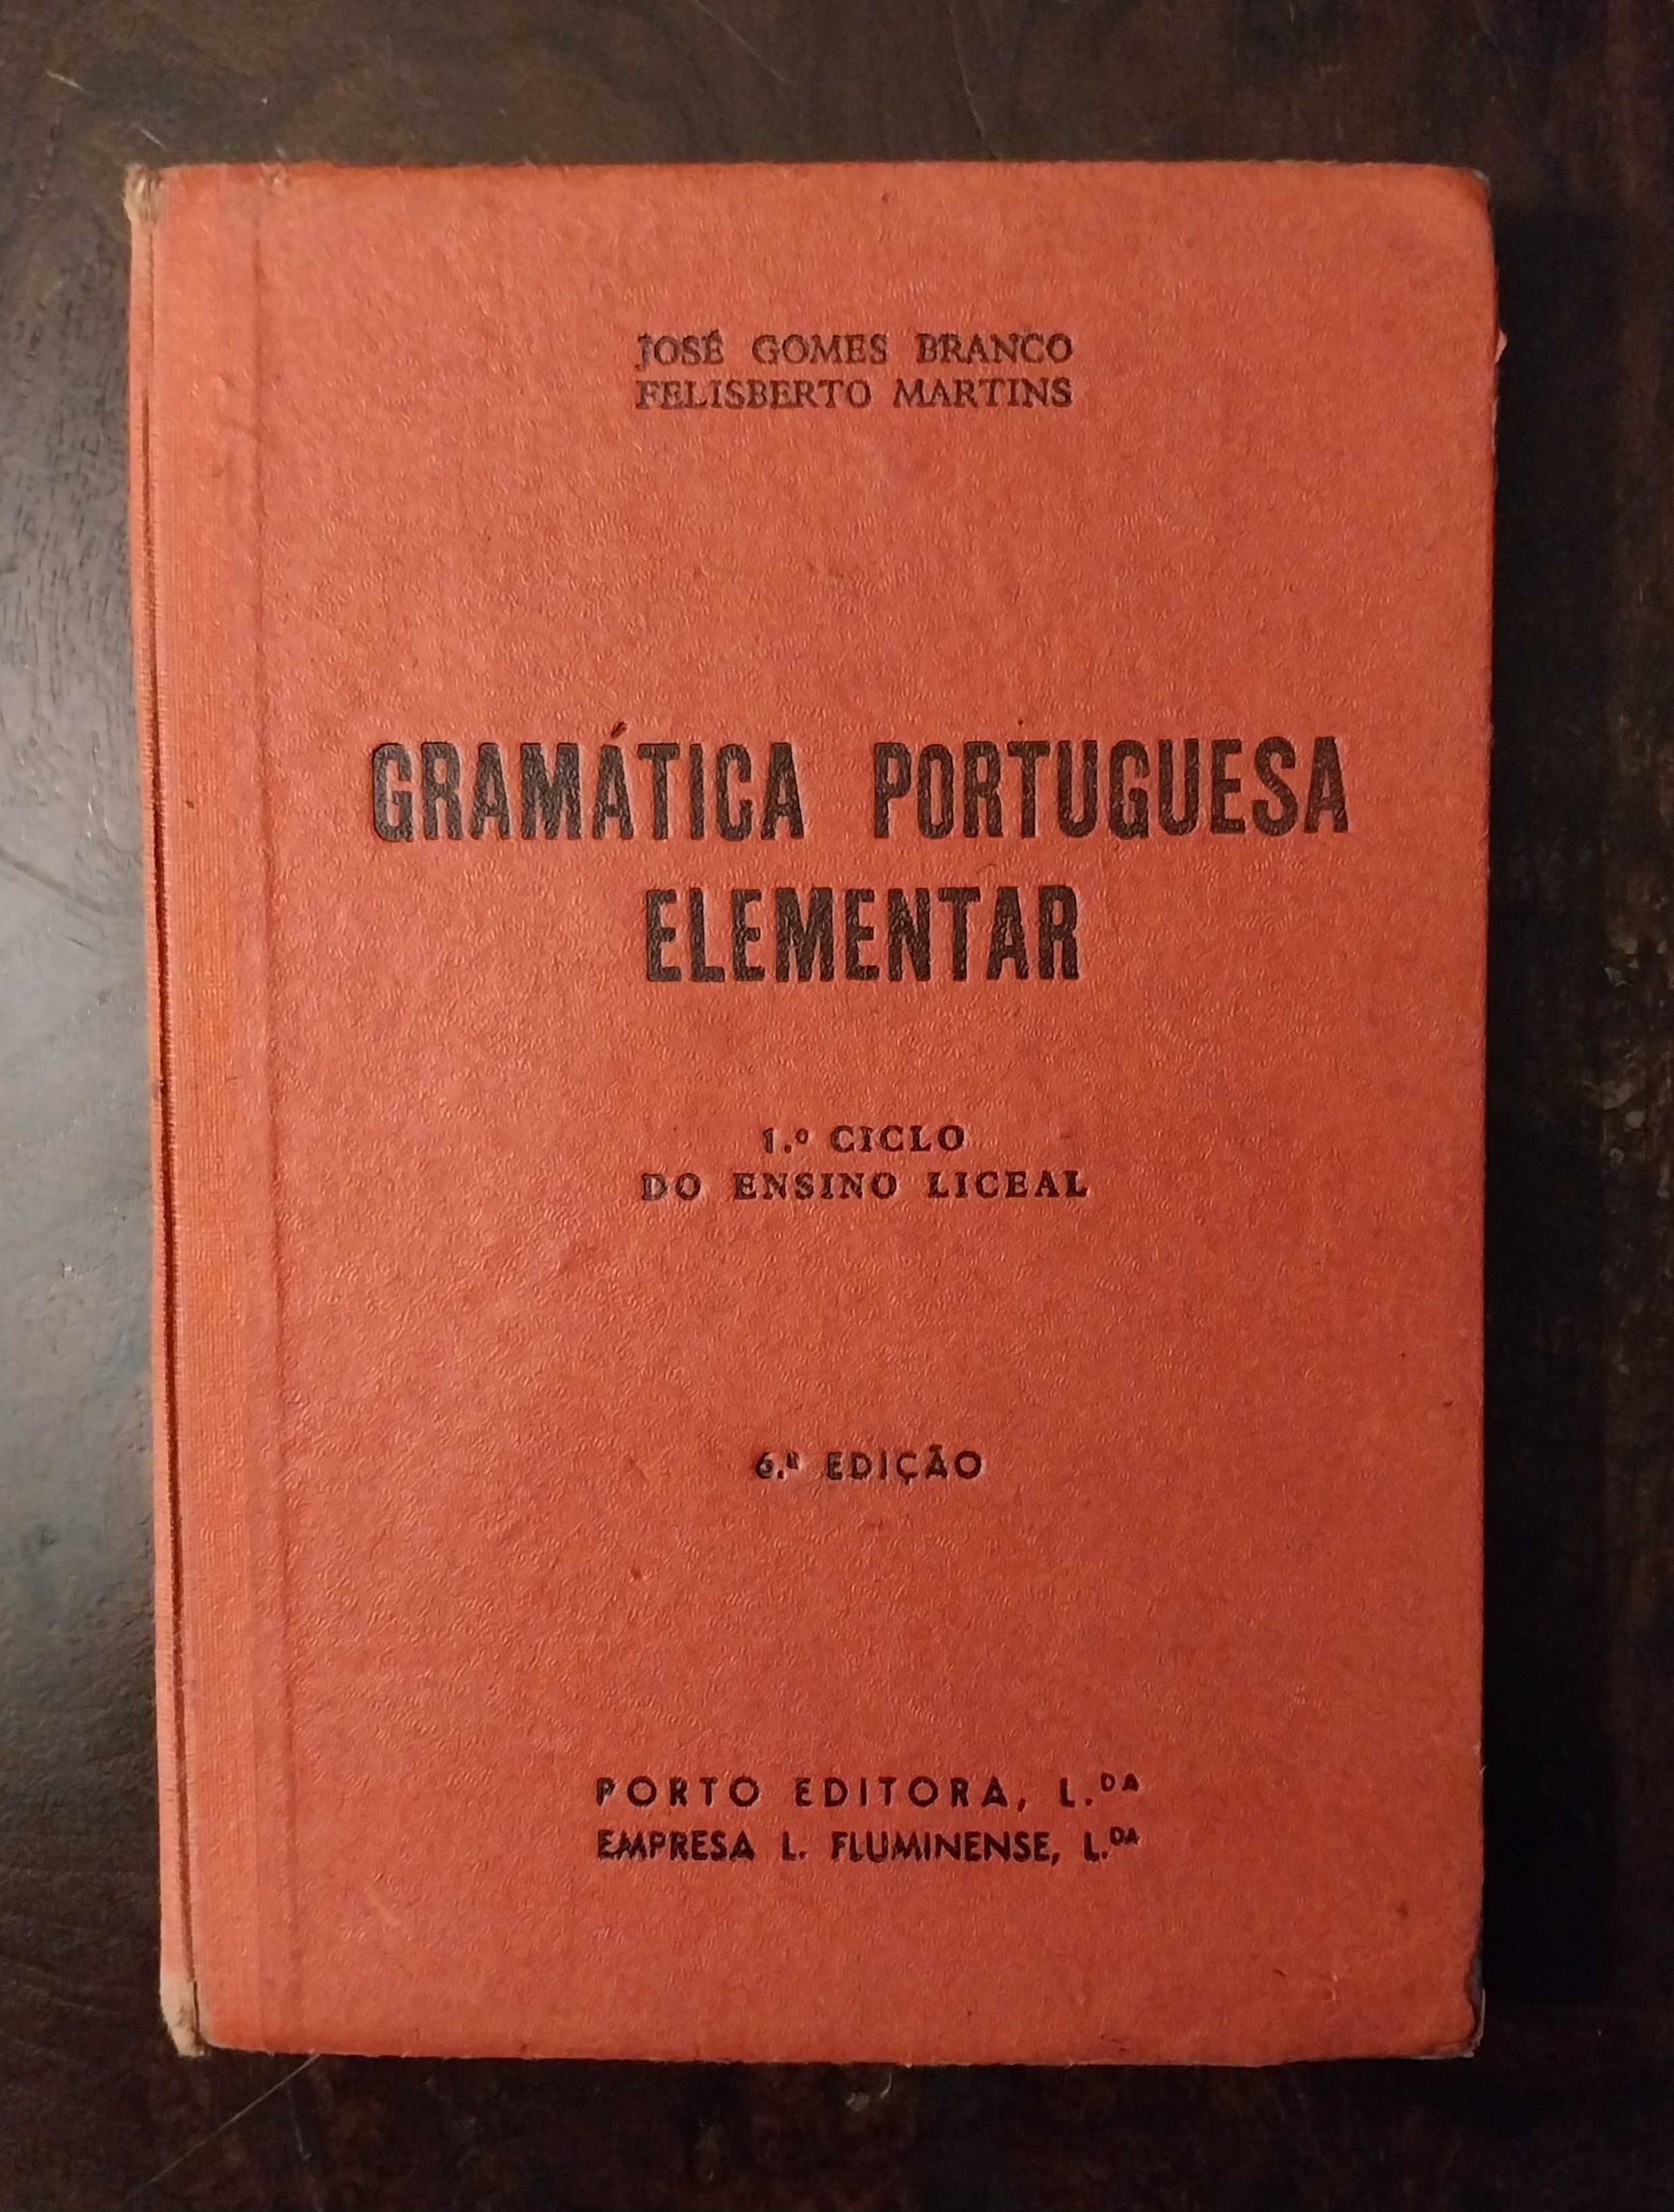 JOSÉ GOMES BRANCO
FELISBERTO MARTINS
GRAMÁTICA PORTUGUESA
ELEMENTAR
1.º CICLO
DO ENSINO LICEAL
6.ª EDIÇÃO
PORTO EDITORA, L.DA
EMPRESA L. FLUMINENSE, L.DA